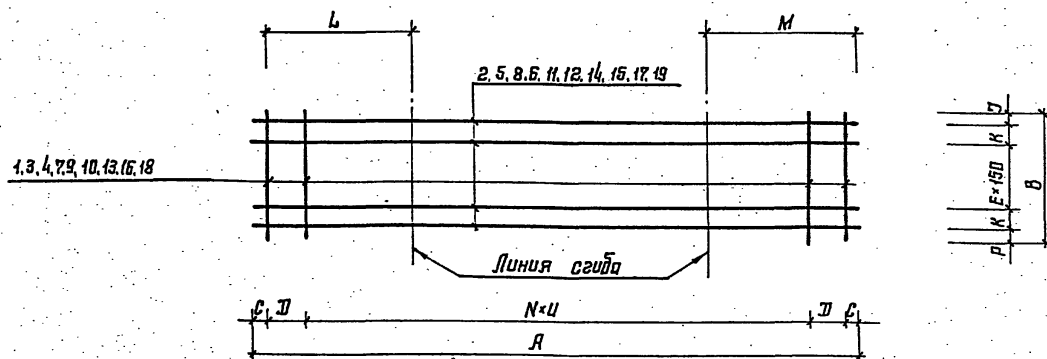 L
M
2, 5, 8.6, 11, 12, 14, 15, 17, 19
1, 3, 4, 7, 9, 10, 13, 16, 18
J
K
E×150
K
P
B
Линия сгиба
C
D
N×U
D
C
A